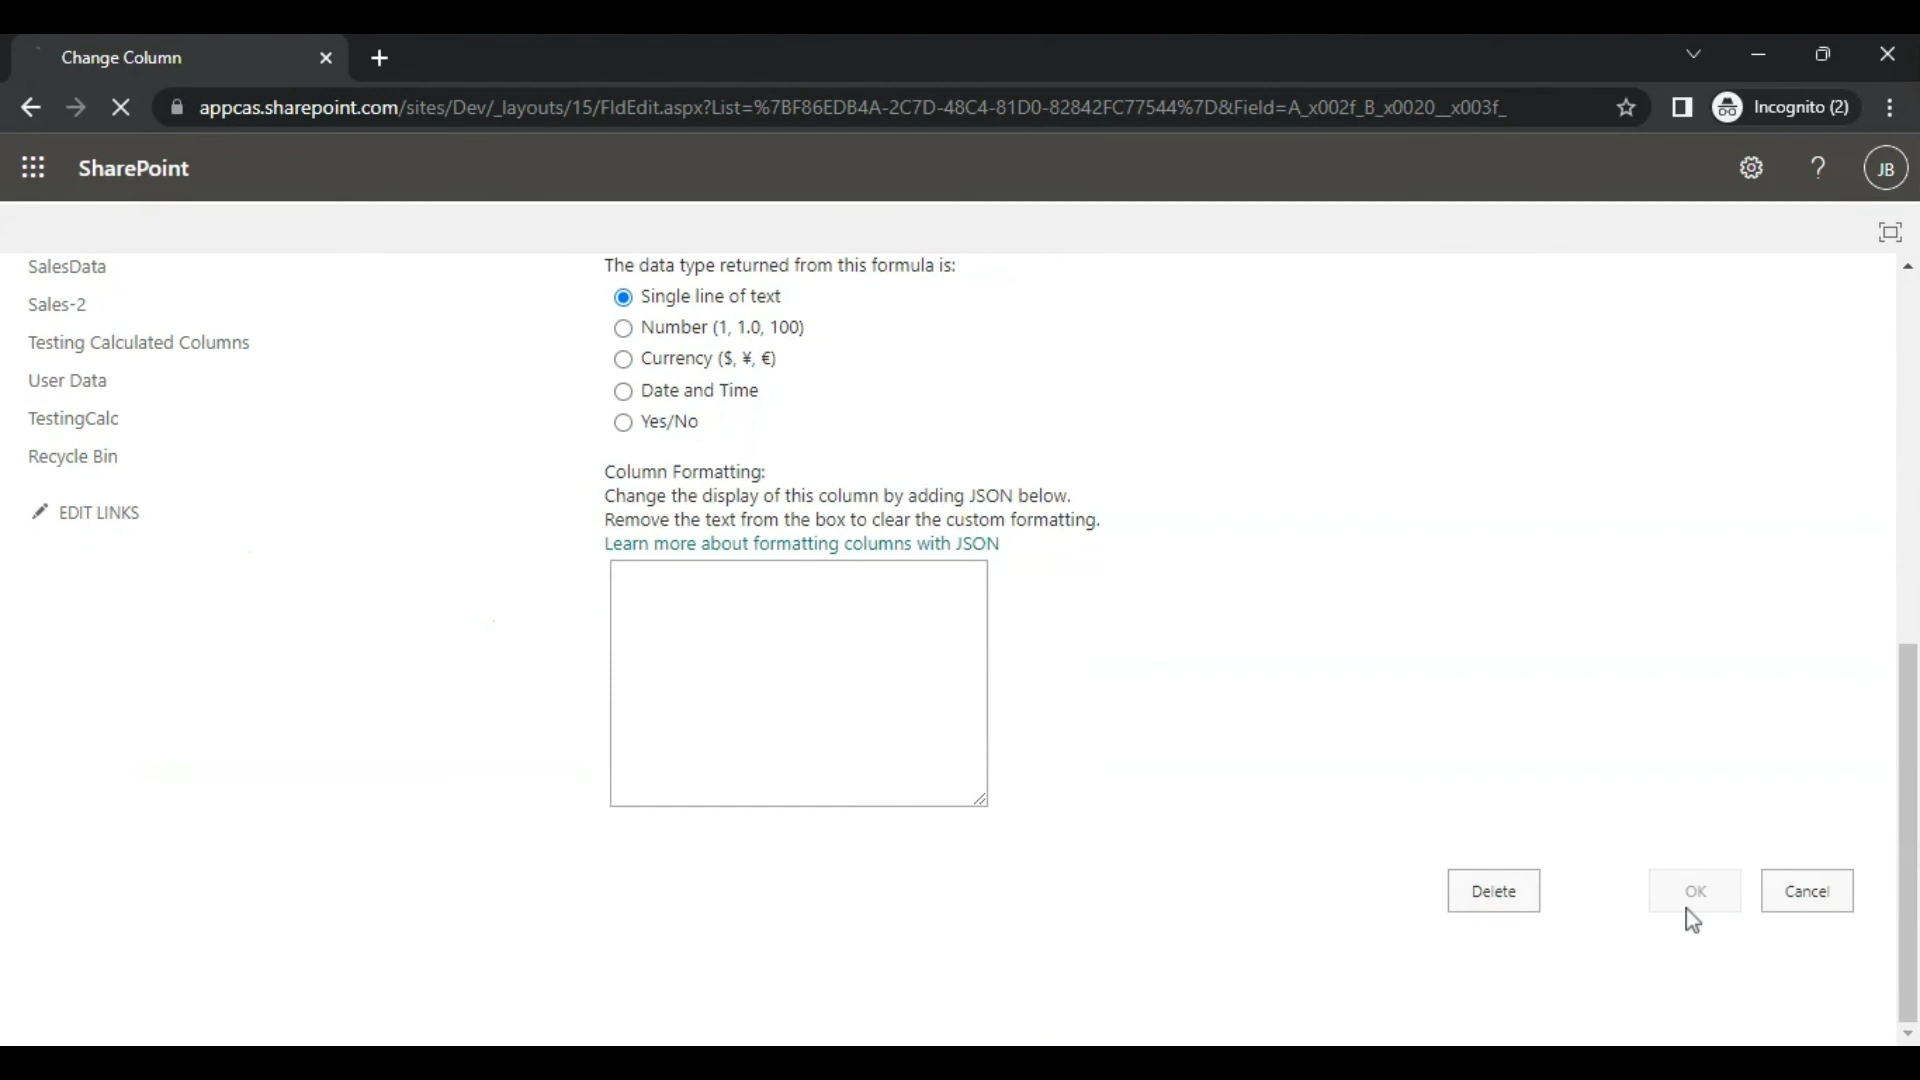 Change Column
appcas.sharepoint.com/sites/Dev/_layouts/15/FldEdit.aspx?List=%7BF86EDB4A-2C7D-48C4-81D0-82842FC77544%7D&Field=A_x002f_B_x0020__x003f_
Incognito (2)
SharePoint
?
JB
SalesData
Sales-2
Testing Calculated Columns
User Data
TestingCalc
Recycle Bin
EDIT LINKS
The data type returned from this formula is:
Single line of text
Number (1, 1.0, 100)
Currency ($, ¥, €)
Date and Time
Yes/No
Column Formatting:
Change the display of this column by adding JSON below.
Remove the text from the box to clear the custom formatting.
Learn more about formatting columns with JSON
Delete
OK
Cancel